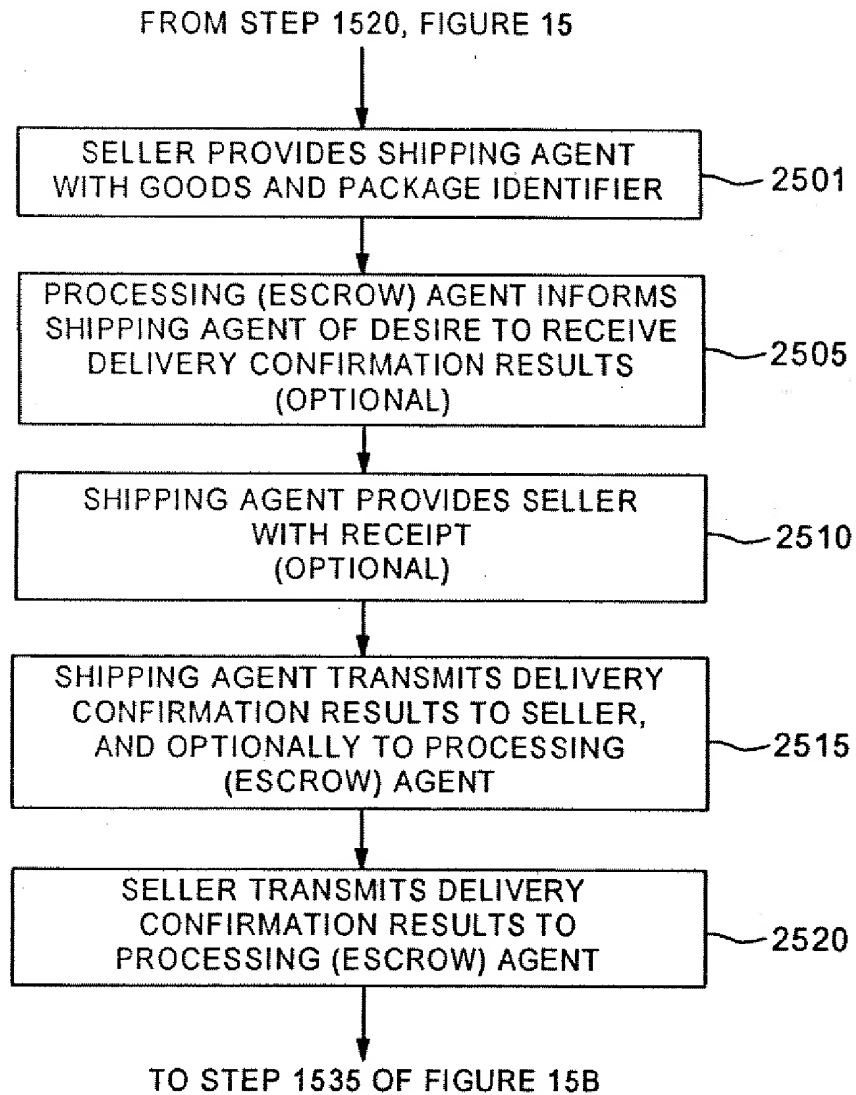 FROM STEP 1520, FIGURE 15
SELLER PROVIDES SHIPPING AGENT
WITH GOODS AND PACKAGE IDENTIFIER
2501
PROCESSING (ESCROW) AGENT INFORMS
SHIPPING AGENT OF DESIRE TO RECEIVE
DELIVERY CONFIRMATION RESULTS
(OPTIONAL)
2505
SHIPPING AGENT PROVIDES SELLER
WITH RECEIPT
(OPTIONAL)
2510
SHIPPING AGENT TRANSMITS DELIVERY
CONFIRMATION RESULTS TO SELLER,
AND OPTIONALLY TO PROCESSING
(ESCROW) AGENT
2515
SELLER TRANSMITS DELIVERY
CONFIRMATION RESULTS TO
PROCESSING (ESCROW) AGENT
2520
TO STEP 1535 OF FIGURE 15B